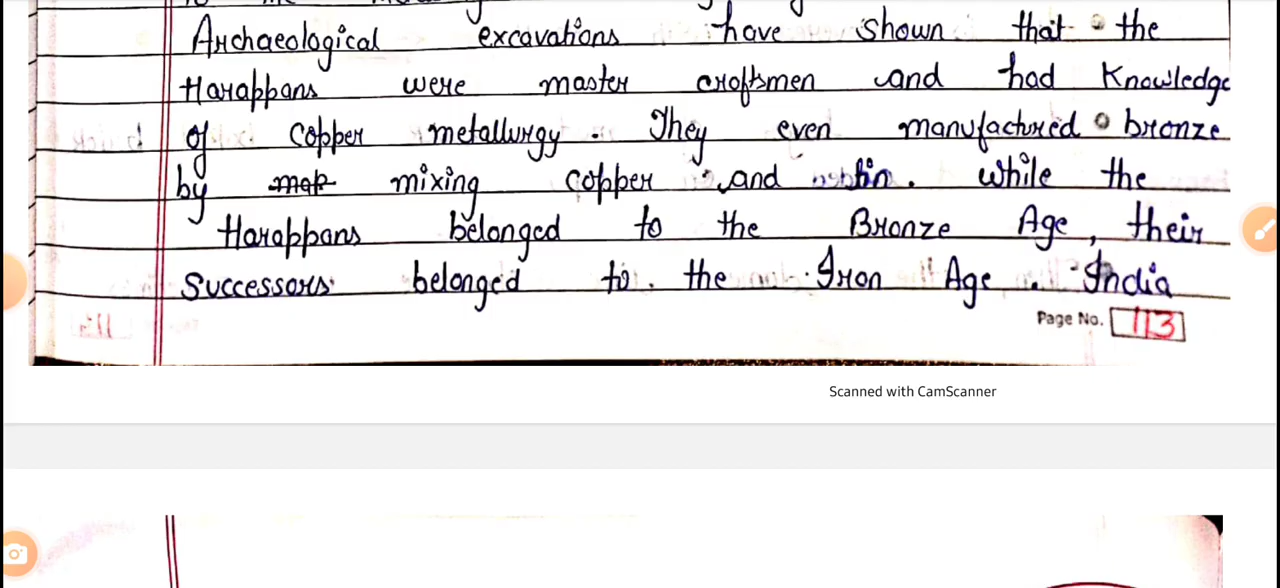 Archaeological excavations have shown that the
Harappans were master craftsmen and had Knowledge
of copper metallurgy. They even manufactured bronze
by mixing copper and tin. while the
Harappans belonged to the Bronze Age, their
Successors belonged to the Iron Age. India
Page No. 113
Scanned with CamScanner